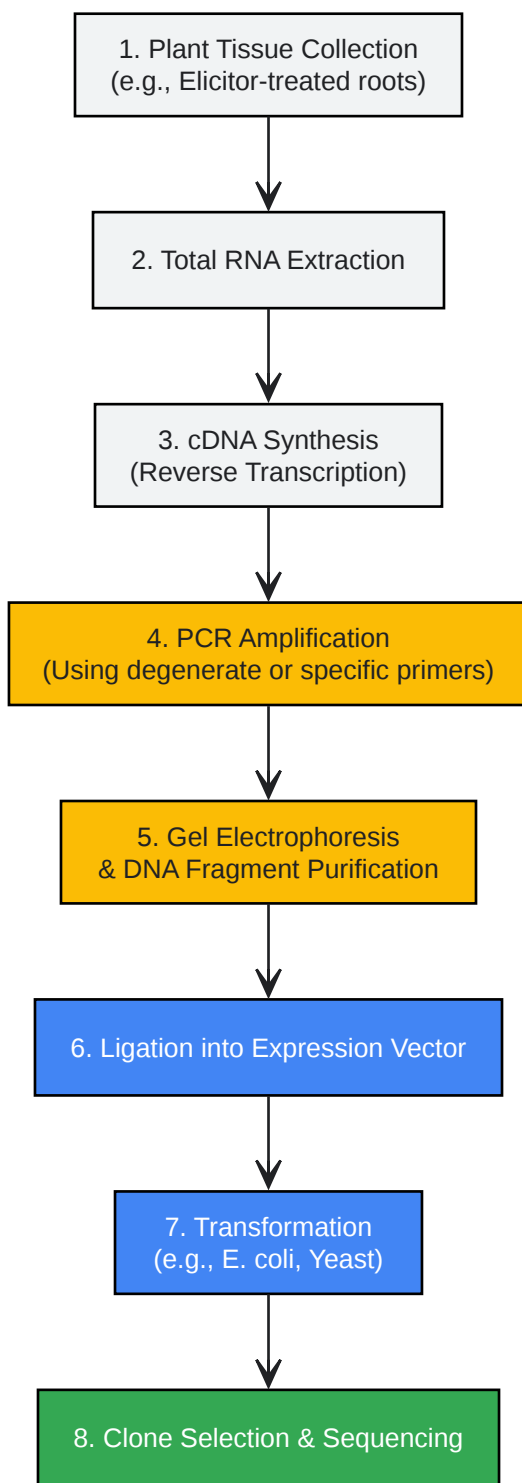 1. Plant Tissue Collection
(e.g., Elicitor-treated roots)
2. Total RNA Extraction
3. cDNA Synthesis
(Reverse Transcription)
4. PCR Amplification
(Using degenerate or specific primers)
5. Gel Electrophoresis
& DNA Fragment Purification
6. Ligation into Expression Vector
7. Transformation
(e.g., E. coli, Yeast)
8. Clone Selection & Sequencing